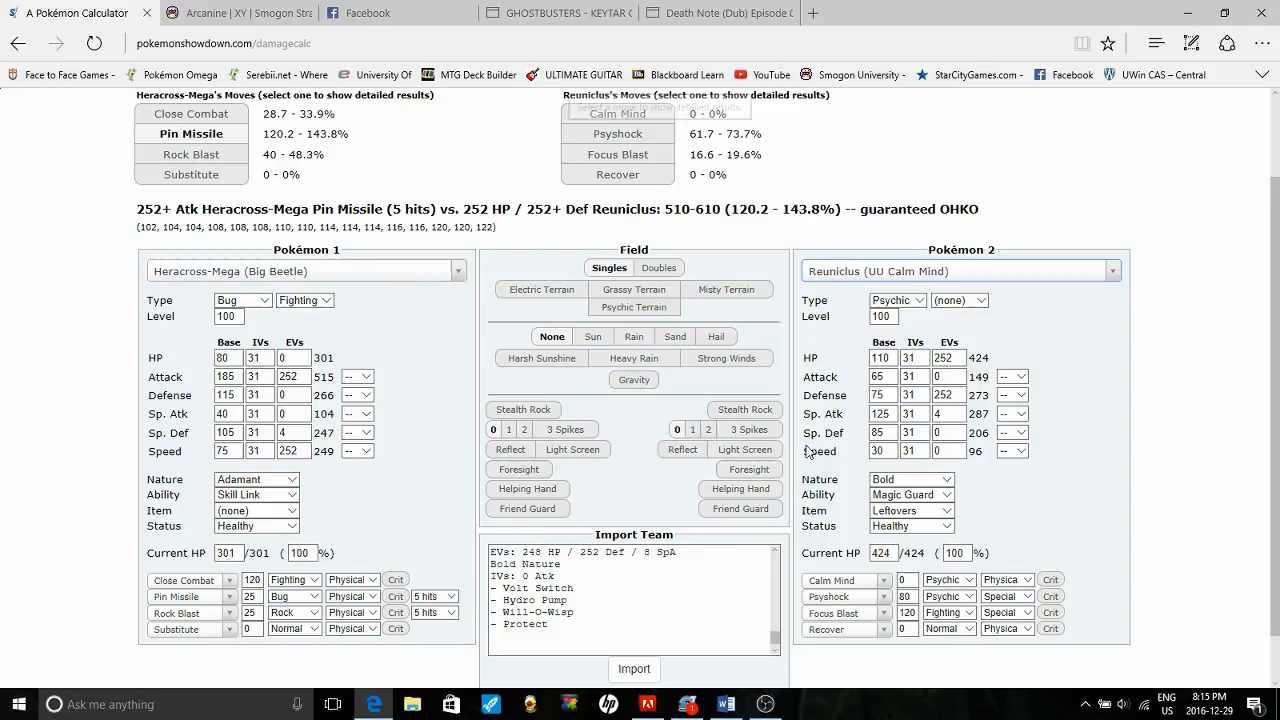 A Pokémon Calculator
Arcanine | XY | Smogon Stra
Facebook
GHOSTBUSTERS - KEYTAR C
Death Note (Dub) Episode
pokemonshowdown.com/damagecalc
Face to Face Games -
Pokémon Omega
Serebii.net - Where
University Of
MTG Deck Builder
ULTIMATE GUITAR
Blackboard Learn
YouTube
Smogon University -
StarCityGames.com -
Facebook
UWin CAS – Central
Heracross-Mega's Moves (select one to show detailed results)
Close Combat 28.7 - 33.9%
Pin Missile 120.2 - 143.8%
Rock Blast 40 - 48.3%
Substitute 0 - 0%
Reuniclus's Moves (select one to show detailed results)
Select a move to show detailed results.
Calm Mind 0 - 0%
Psyshock 61.7 - 73.7%
Focus Blast 16.6 - 19.6%
Recover 0 - 0%
252+ Atk Heracross-Mega Pin Missile (5 hits) vs. 252 HP / 252+ Def Reuniclus: 510-610 (120.2 - 143.8%) -- guaranteed OHKO
(102, 104, 104, 108, 108, 108, 110, 110, 114, 114, 114, 116, 116, 120, 120, 122)
Pokémon 1
Heracross-Mega (Big Beetle)
Type Bug Fighting
Level 100
Base IVs EVs
HP 80 31 0 301
Attack 185 31 252 515 --
Defense 115 31 0 266 --
Sp. Atk 40 31 0 104 --
Sp. Def 105 31 4 247 --
Speed 75 31 252 249 --
Nature Adamant
Ability Skill Link
Item (none)
Status Healthy
Current HP 301 /301 ( 100 %)
Close Combat 120 Fighting Physical Crit
Pin Missile 25 Bug Physical Crit 5 hits
Rock Blast 25 Rock Physical Crit 5 hits
Substitute 0 Normal Physical Crit
Field
Singles Doubles
Electric Terrain Grassy Terrain Misty Terrain
Psychic Terrain
None Sun Rain Sand Hail
Harsh Sunshine Heavy Rain Strong Winds
Gravity
Stealth Rock Stealth Rock
0 1 2 3 Spikes 0 1 2 3 Spikes
Reflect Light Screen Reflect Light Screen
Foresight Foresight
Helping Hand Helping Hand
Friend Guard Friend Guard
Import Team
EVs: 248 HP / 252 Def / 8 SpA
Bold Nature
IVs: 0 Atk
- Volt Switch
- Hydro Pump
- Will-O-Wisp
- Protect
Import
Pokémon 2
Reuniclus (UU Calm Mind)
Type Psychic (none)
Level 100
Base IVs EVs
HP 110 31 252 424
Attack 65 31 0 149 --
Defense 75 31 252 273 --
Sp. Atk 125 31 4 287 --
Sp. Def 85 31 0 206 --
Speed 30 31 0 96 --
Nature Bold
Ability Magic Guard
Item Leftovers
Status Healthy
Current HP 424 /424 ( 100 %)
Calm Mind 0 Psychic Physica Crit
Psyshock 80 Psychic Special Crit
Focus Blast 120 Fighting Special Crit
Recover 0 Normal Physica Crit
Ask me anything
1
ENG
US
8:15 PM
2016-12-29